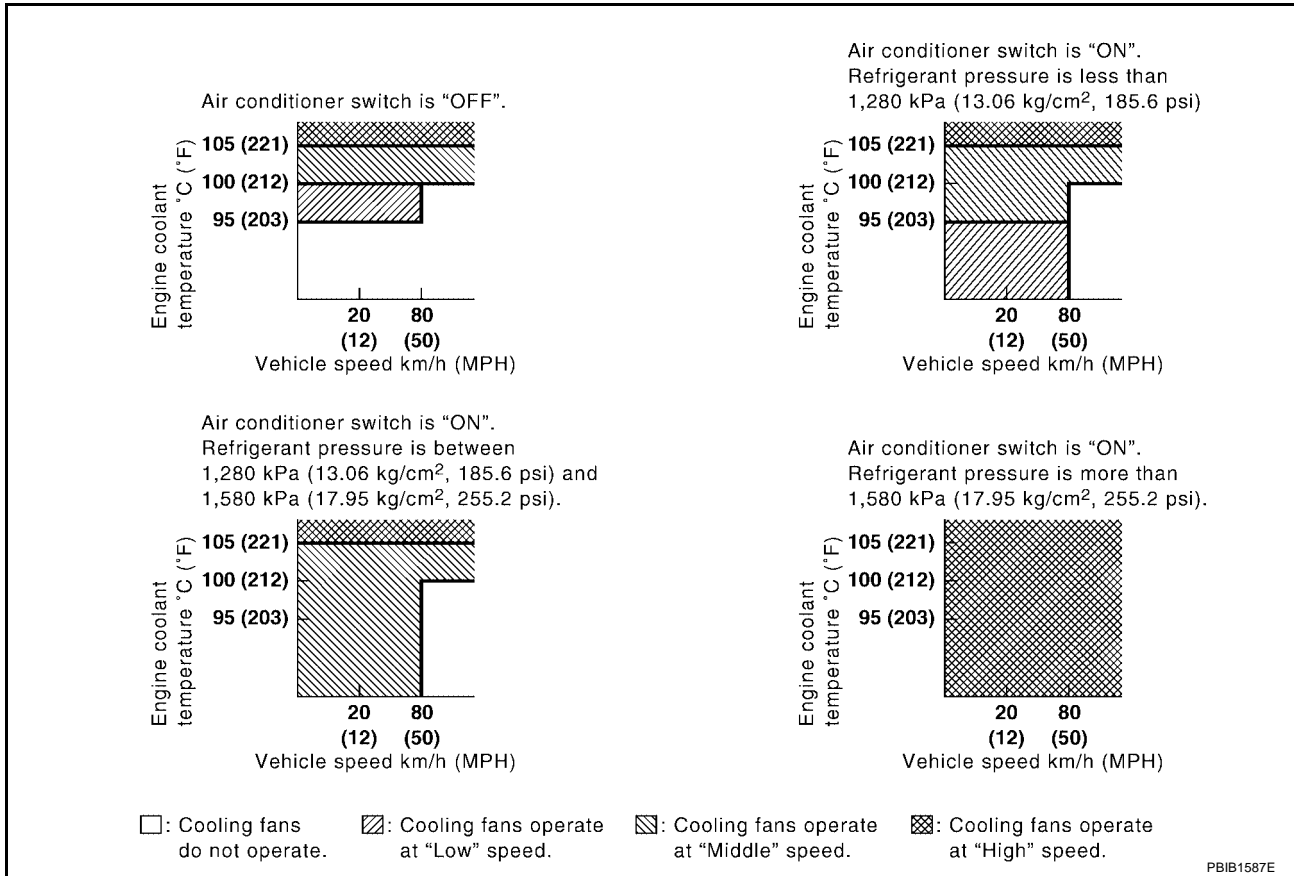 Air conditioner switch is “OFF”.
Engine coolant
temperature °C (°F)
105 (221)
100 (212)
95 (203)
20 80
(12) (50)
Vehicle speed km/h (MPH)
Air conditioner switch is “ON”.
Refrigerant pressure is less than
1,280 kPa (13.06 kg/cm², 185.6 psi)
Engine coolant
temperature °C (°F)
105 (221)
100 (212)
95 (203)
20 80
(12) (50)
Vehicle speed km/h (MPH)
Air conditioner switch is “ON”.
Refrigerant pressure is between
1,280 kPa (13.06 kg/cm², 185.6 psi) and
1,580 kPa (17.95 kg/cm², 255.2 psi).
Engine coolant
temperature °C (°F)
105 (221)
100 (212)
95 (203)
20 80
(12) (50)
Vehicle speed km/h (MPH)
Air conditioner switch is “ON”.
Refrigerant pressure is more than
1,580 kPa (17.95 kg/cm², 255.2 psi).
Engine coolant
temperature °C (°F)
105 (221)
100 (212)
95 (203)
20 80
(12) (50)
Vehicle speed km/h (MPH)
: Cooling fans
do not operate.
: Cooling fans operate
at “Low” speed.
: Cooling fans operate
at “Middle” speed.
: Cooling fans operate
at “High” speed.
PBIB1587E